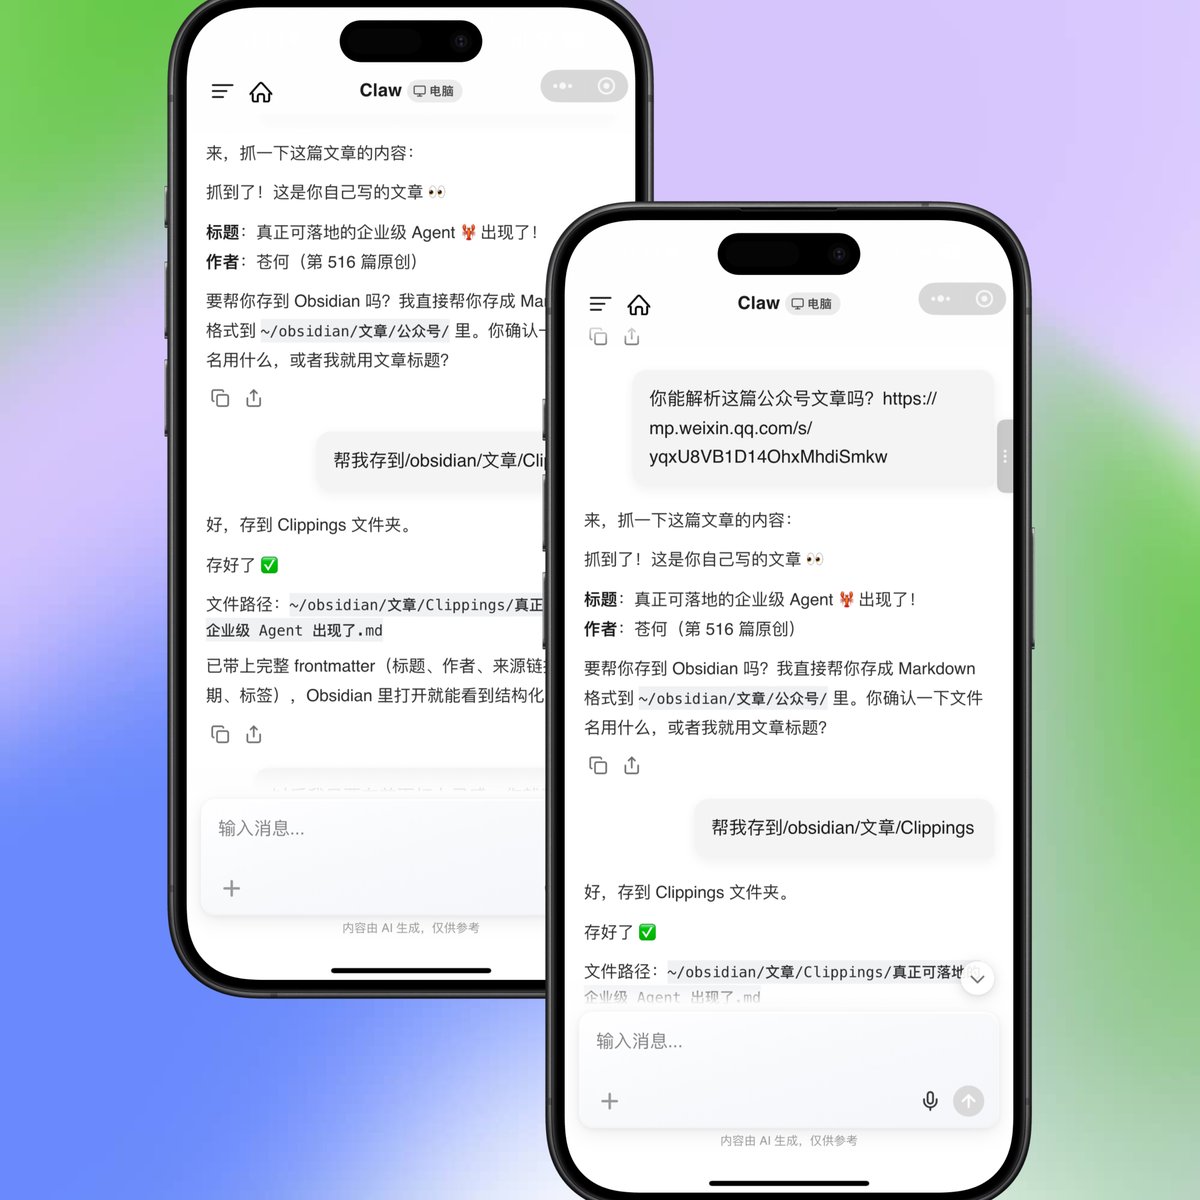 Claw 电脑
来，抓一下这篇文章的内容：
抓到了！这是你自己写的文章 👀
标题：真正可落地的企业级 Agent 🦞 出现了！
作者：苍何（第 516 篇原创）
要帮你存到 Obsidian 吗？我直接帮你存成
格式到 ~/obsidian/文章/公众号/ 里。你确认
名用什么，或者我就用文章标题？
帮我存到/obsidian/文章/
好，存到 Clippings 文件夹。
存好了 ✅
文件路径：~/obsidian/文章/Clippings/真正
企业级 Agent 出现了.md
已带上完整 frontmatter（标题、作者、来源链
期、标签），Obsidian 里打开就能看到结构化
输入消息...
内容由 AI 生成，仅供参考
Claw 电脑
你能解析这篇公众号文章吗？https://
mp.weixin.qq.com/s/
yqxU8VB1D14OhxMhdiSmkw
来，抓一下这篇文章的内容：
抓到了！这是你自己写的文章 👀
标题：真正可落地的企业级 Agent 🦞 出现了！
作者：苍何（第 516 篇原创）
要帮你存到 Obsidian 吗？我直接帮你存成 Markdown
格式到 ~/obsidian/文章/公众号/ 里。你确认一下文件
名用什么，或者我就用文章标题？
帮我存到/obsidian/文章/Clippings
好，存到 Clippings 文件夹。
存好了 ✅
文件路径：~/obsidian/文章/Clippings/真正可落地的
企业级 Agent 出现了.md
输入消息...
内容由 AI 生成，仅供参考